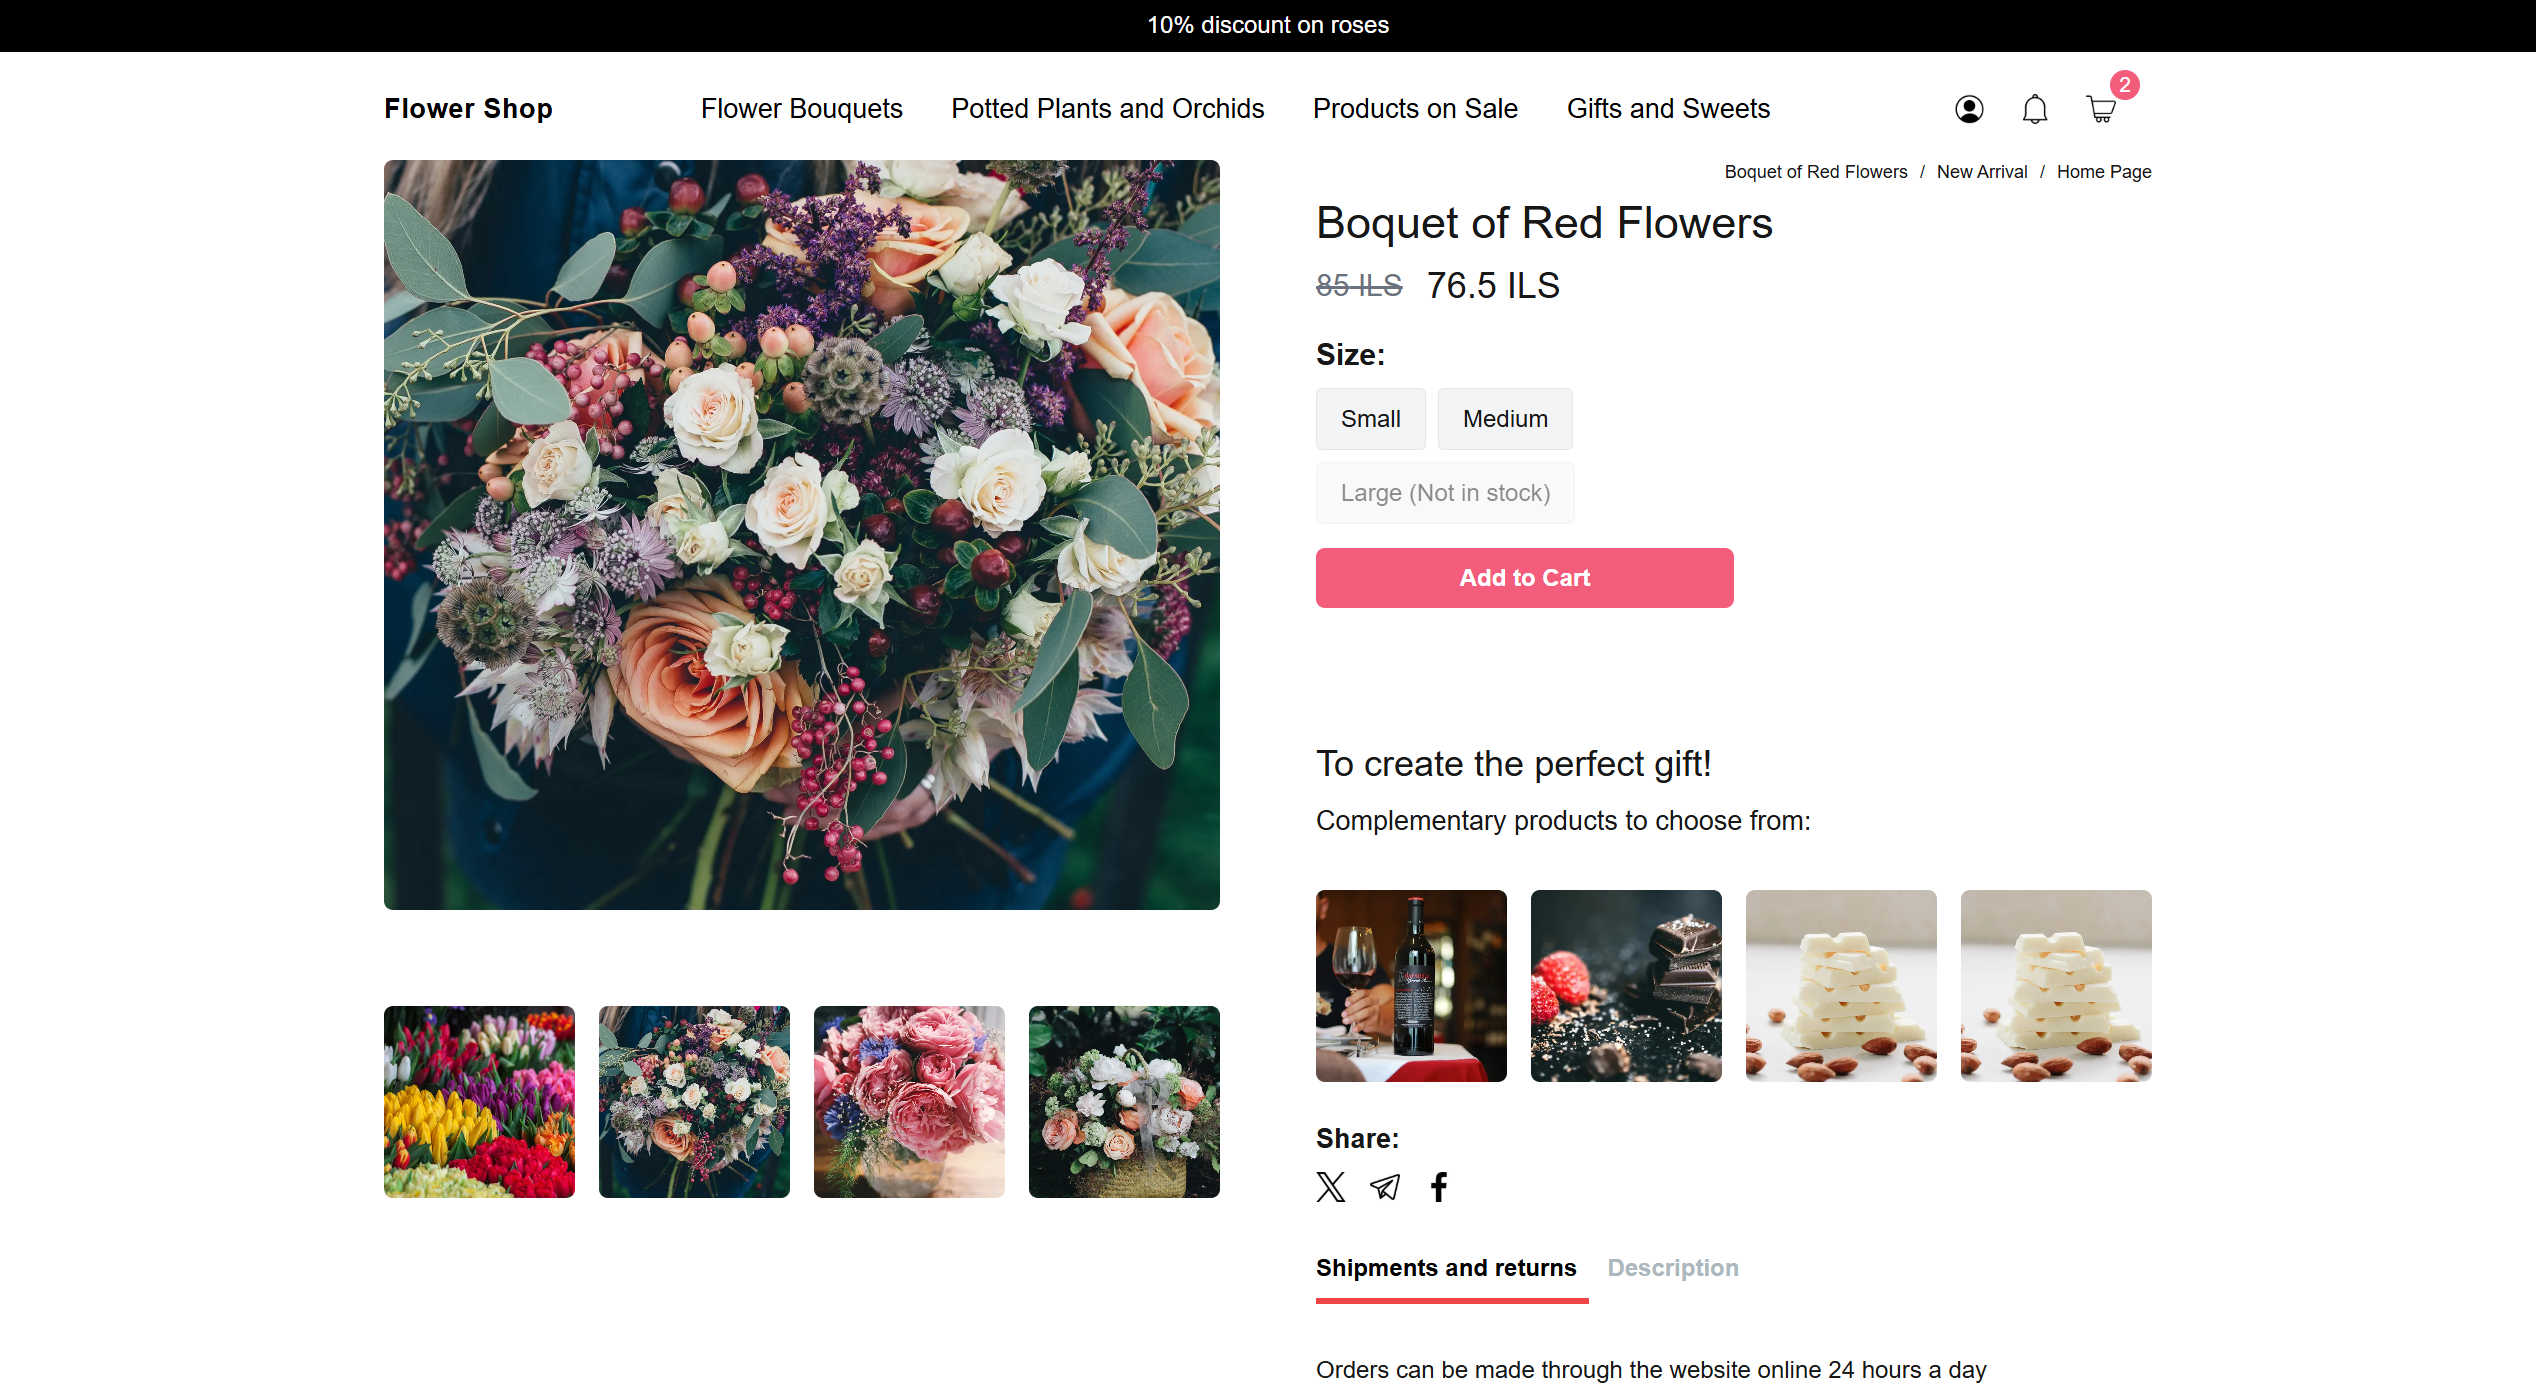 10% discount on roses
Flower Shop
Flower Bouquets
Potted Plants and Orchids
Products on Sale
Gifts and Sweets
2
Boquet of Red Flowers / New Arrival / Home Page
Boquet of Red Flowers
85 ILS 76.5 ILS
Size:
Small
Medium
Large (Not in stock)
Add to Cart
To create the perfect gift!
Complementary products to choose from:
Share:
Shipments and returns
Description
Orders can be made through the website online 24 hours a day